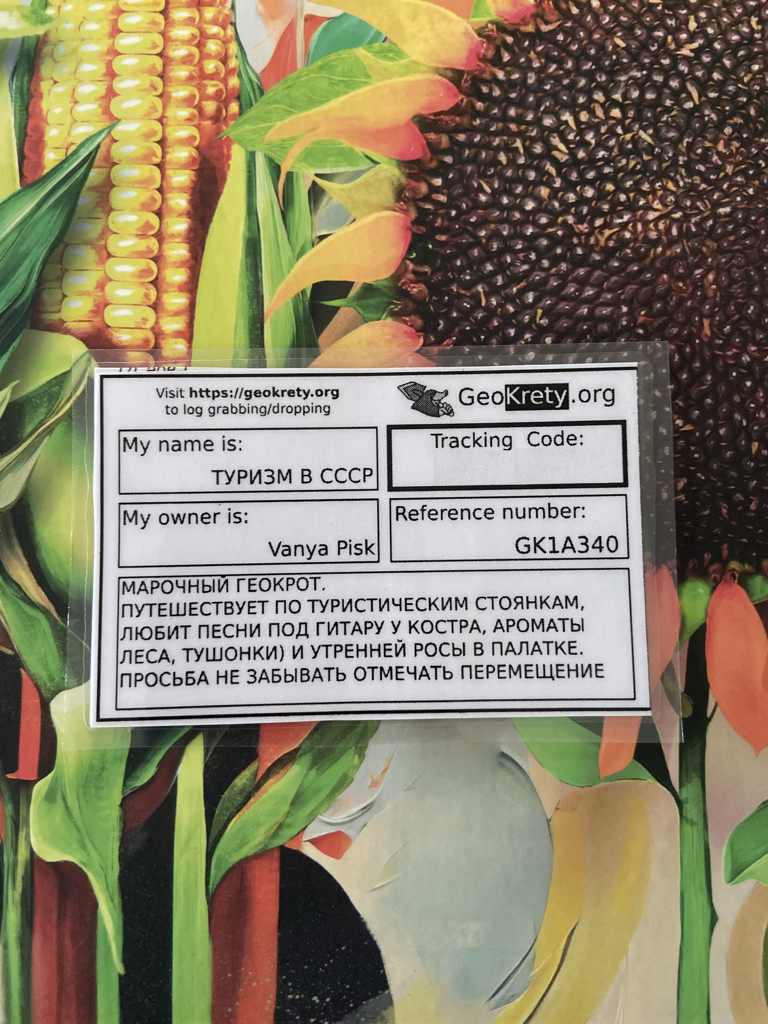 Visit https://geokrety.org
to log grabbing/dropping
GeoKrety.org
My name is:
ТУРИЗМ В СССР
Tracking Code:
My owner is:
Vanya Pisk
Reference number:
GK1A340
МАРОЧНЫЙ ГЕОКРОТ.
ПУТЕШЕСТВУЕТ ПО ТУРИСТИЧЕСКИМ СТОЯНКАМ,
ЛЮБИТ ПЕСНИ ПОД ГИТАРУ У КОСТРА, АРОМАТЫ
ЛЕСА, ТУШОНКИ) И УТРЕННЕЙ РОСЫ В ПАЛАТКЕ.
ПРОСЬБА НЕ ЗАБЫВАТЬ ОТМЕЧАТЬ ПЕРЕМЕЩЕНИЕ